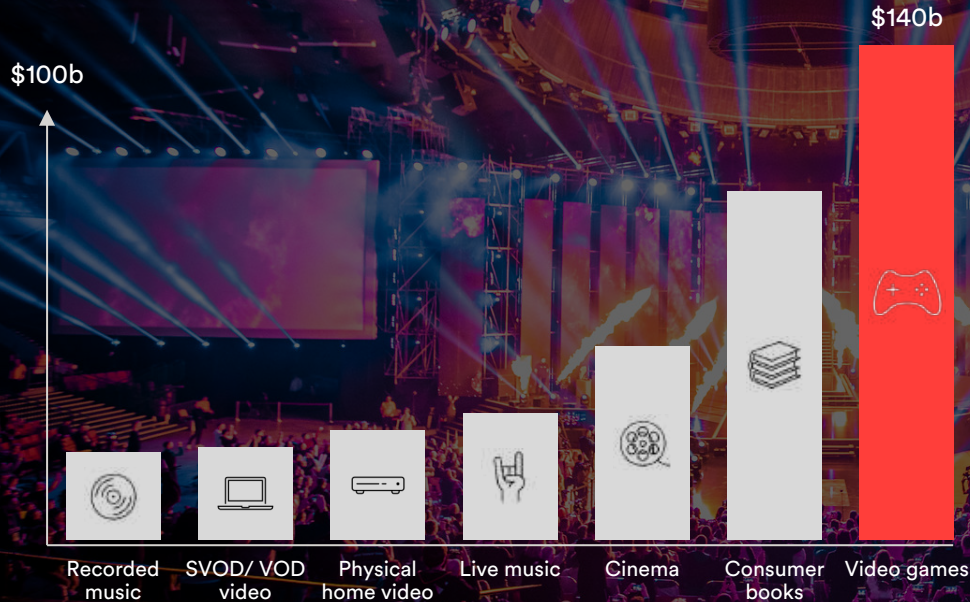 $140b
$100b
Recorded
music
SVOD/ VOD
video
Physical
home video
Live music
Cinema
Consumer
books
Video games